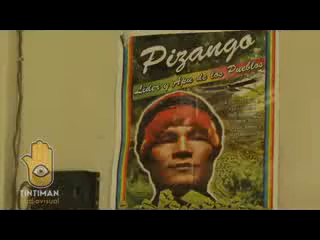 Pizango
Líder y Apu de los Pueblos
TINTIMAN
audiovisual